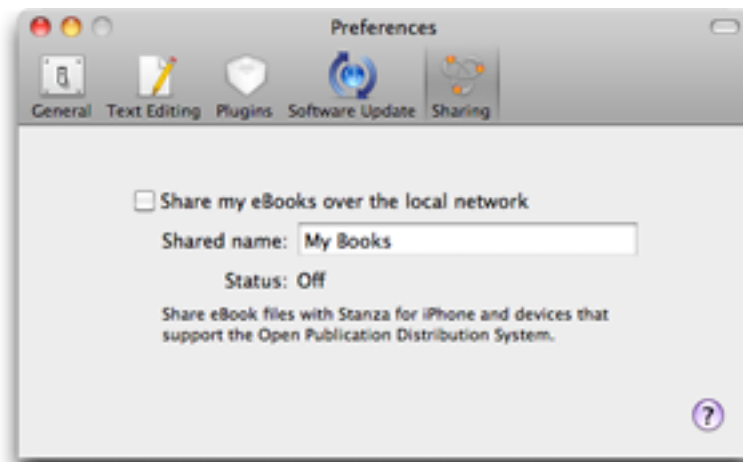 Preferences
General Text Editing Plugins Software Update Sharing
Share my eBooks over the local network
Shared name: My Books
Status: Off
Share eBook files with Stanza for iPhone and devices that
support the Open Publication Distribution System.
?